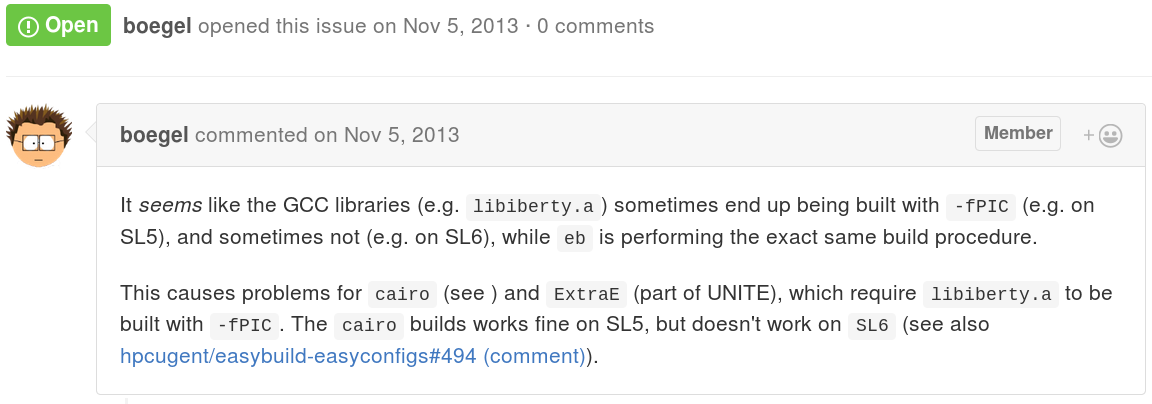 Open boegel opened this issue on Nov 5, 2013 · 0 comments
boegel commented on Nov 5, 2013 Member +
It seems like the GCC libraries (e.g. libiberty.a ) sometimes end up being built with -fPIC (e.g. on
SL5), and sometimes not (e.g. on SL6), while eb is performing the exact same build procedure.
This causes problems for cairo (see ) and ExtraE (part of UNITE), which require libiberty.a to be
built with -fPIC . The cairo builds works fine on SL5, but doesn't work on SL6 (see also
hpcugent/easybuild-easyconfigs#494 (comment)).